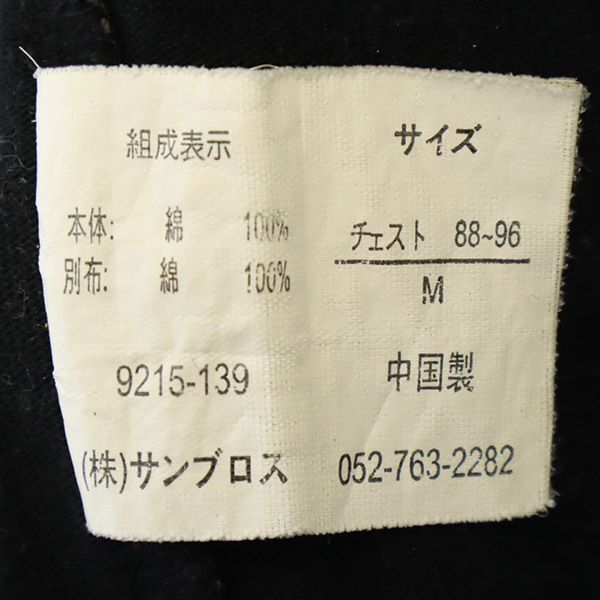 組成表示
本体: 綿 100%
別布: 綿 100%
9215-139
(株)サンブロス
サイズ
チェスト 88~96
M
中国製
052-763-2282